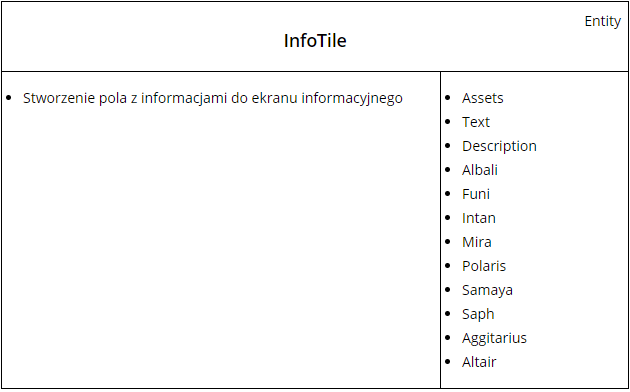 Entity
InfoTile
Stworzenie pola z informacjami do ekranu informacyjnego
Assets
Text
Description
Albali
Funi
Intan
Mira
Polaris
Samaya
Saph
Aggitarius
Altair